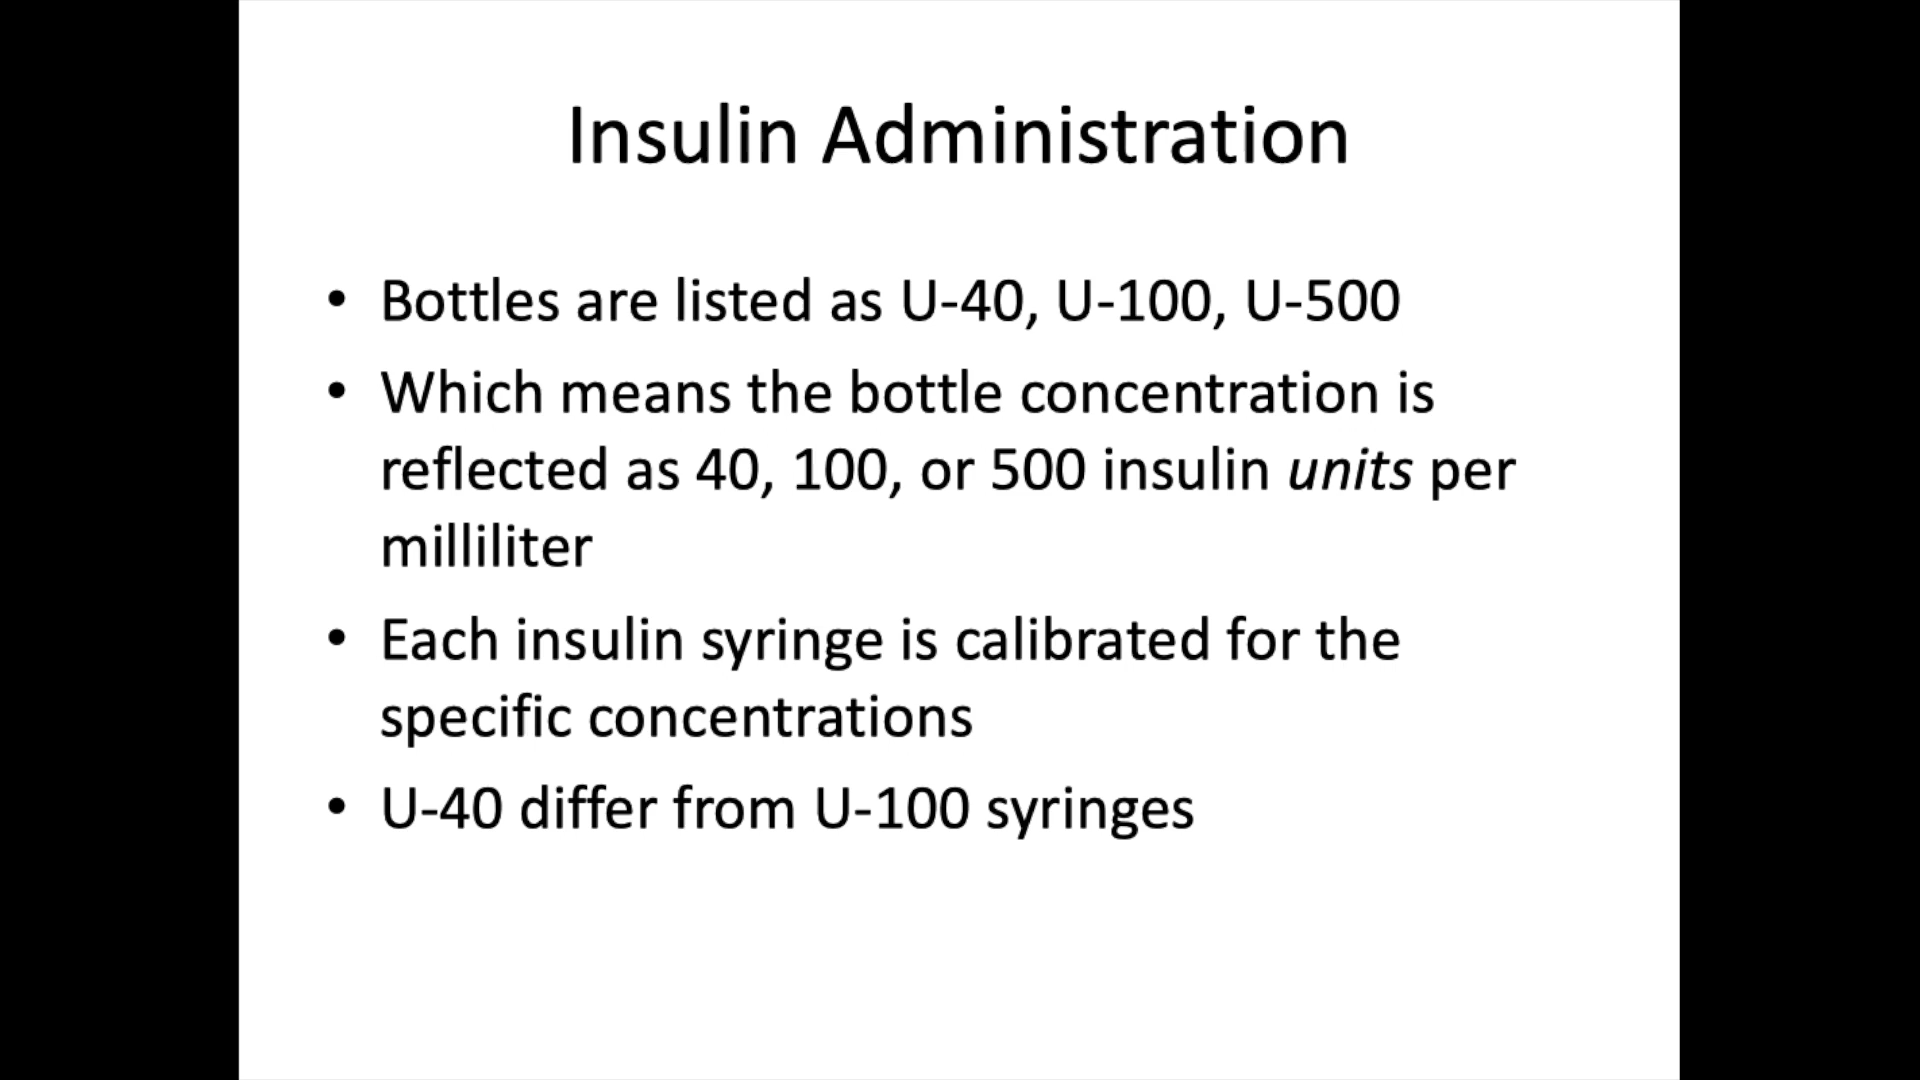 Insulin Administration
• Bottles are listed as U-40, U-100, U-500
• Which means the bottle concentration is
reflected as 40, 100, or 500 insulin units per
milliliter
• Each insulin syringe is calibrated for the
specific concentrations
• U-40 differ from U-100 syringes